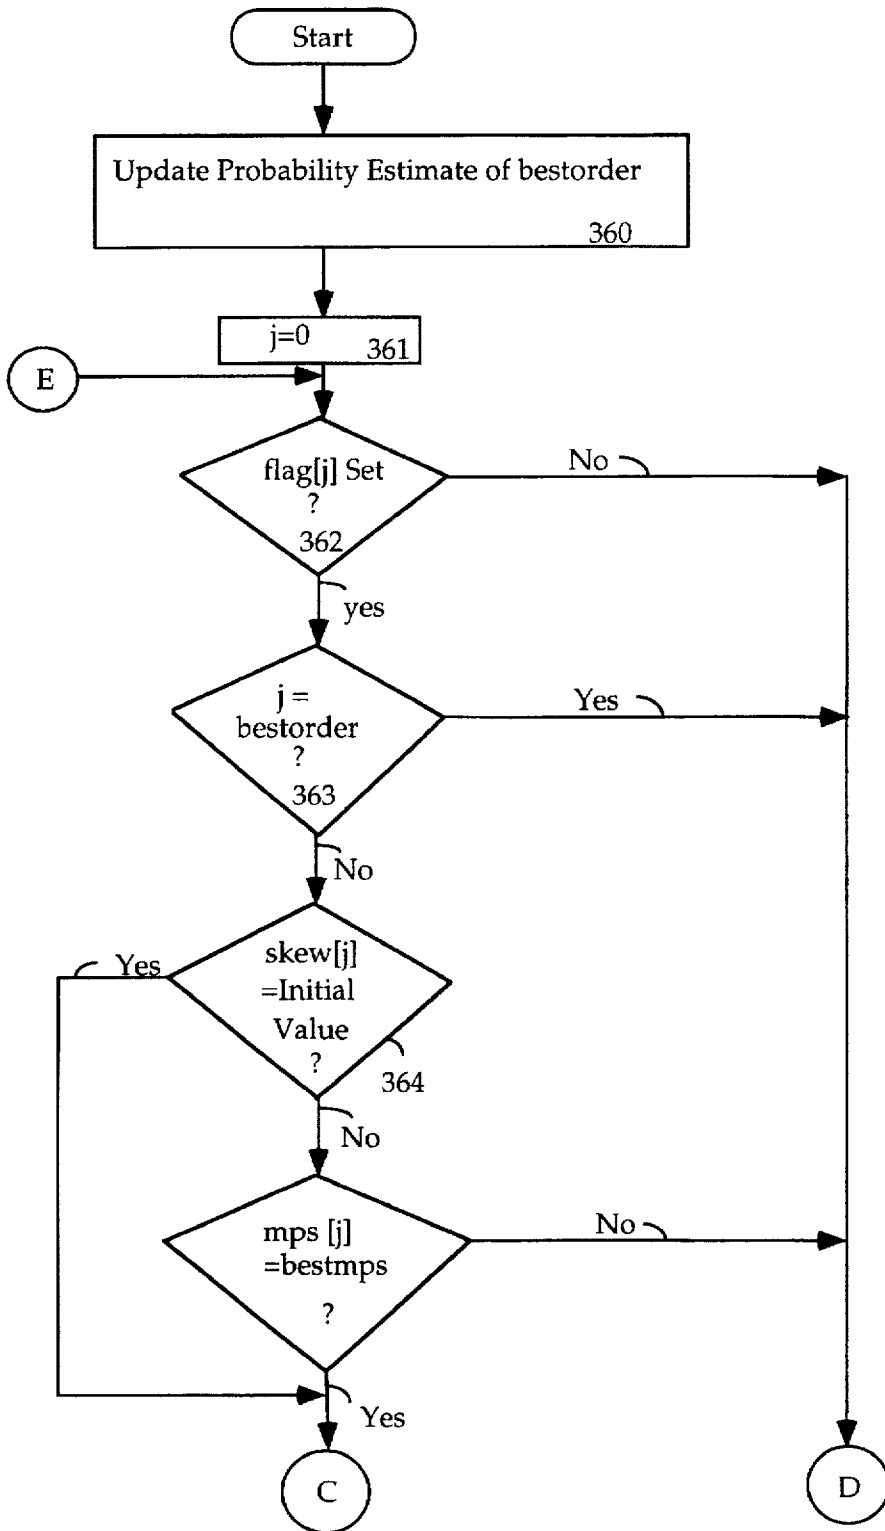 Start
Update Probability Estimate of bestorder
360
j=0
361
E
flag[j] Set
?
362
No
yes
j =
bestorder
?
363
Yes
No
skew[j]
=Initial
Value
?
364
Yes
No
mps [j]
=bestmps
?
No
Yes
C
D